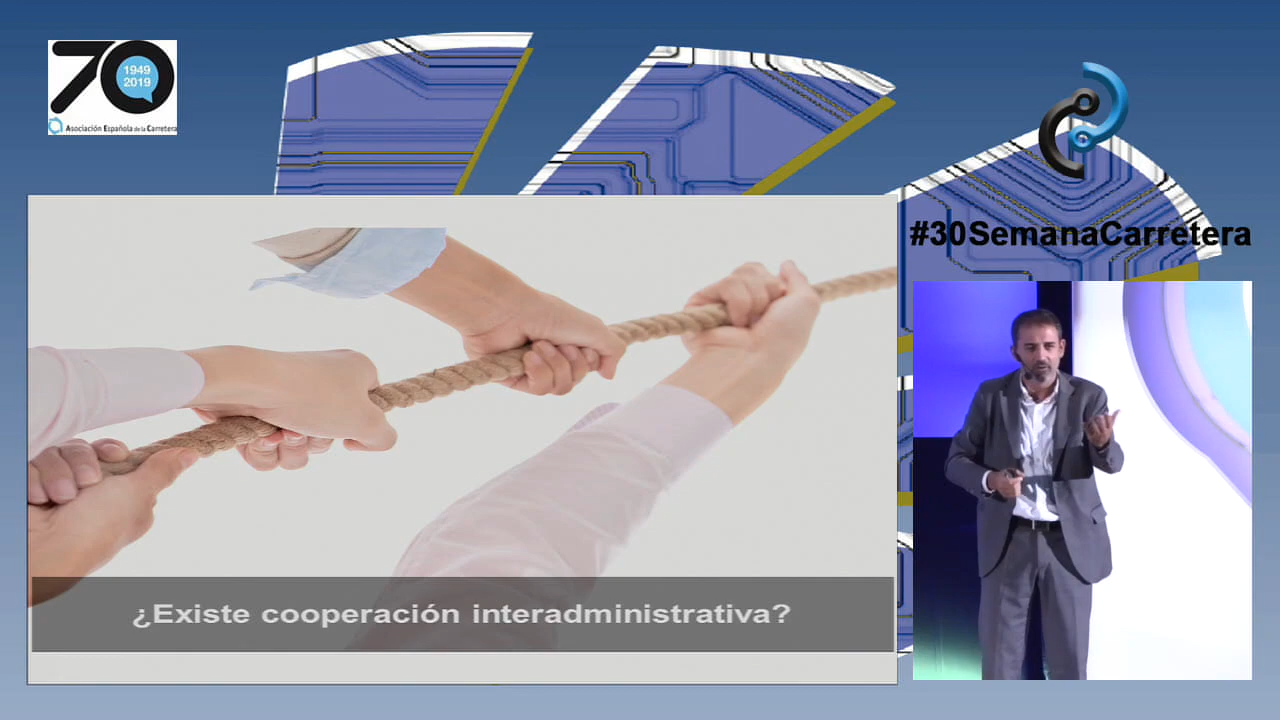 70
1949
2019
Asociación Española de la Carretera
#30SemanaCarretera
¿Existe cooperación interadministrativa?